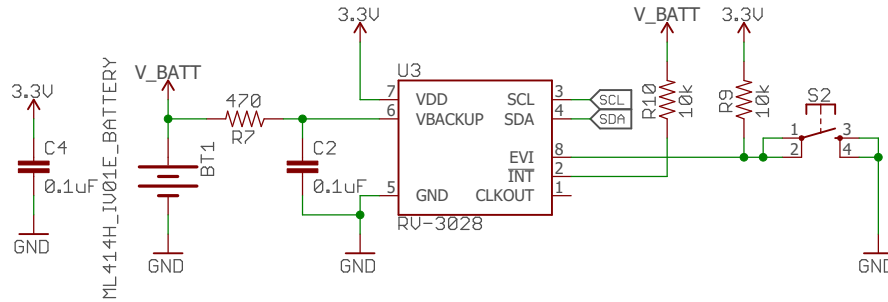 3.3V
C4
0.1uF
GND
ML414H_IV01E_BATTERY
V_BATT
BT1
GND
470
R7
C2
0.1uF
GND
3.3V
U3
7 VDD
6 VBACKUP
5 GND
SCL 3
SDA 4
EVI 8
INT 2
CLKOUT 1
RV-3028
SCL
SDA
V_BATT
R10
10k
3.3V
R9
10k
S2
1 3
2 4
GND